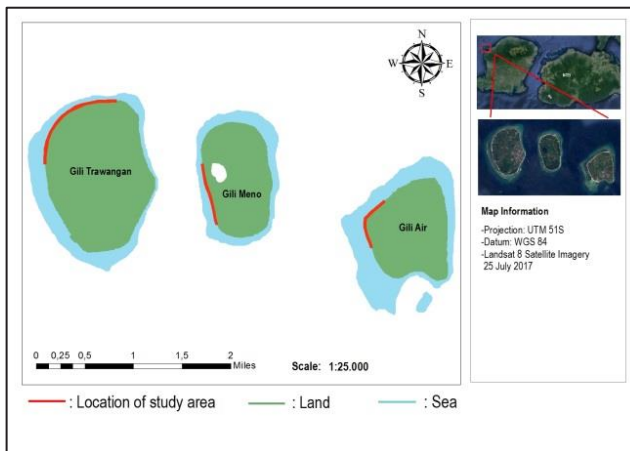 N
W E
S
Gili Trawangan
Gili Meno
Gili Air
0 0,25 0,5 1 1,5 2
Miles
Scale: 1:25.000
: Location of study area : Land : Sea
Map Information
-Projection: UTM 51S
-Datum: WGS 84
-Landsat 8 Satellite Imagery
25 July 2017